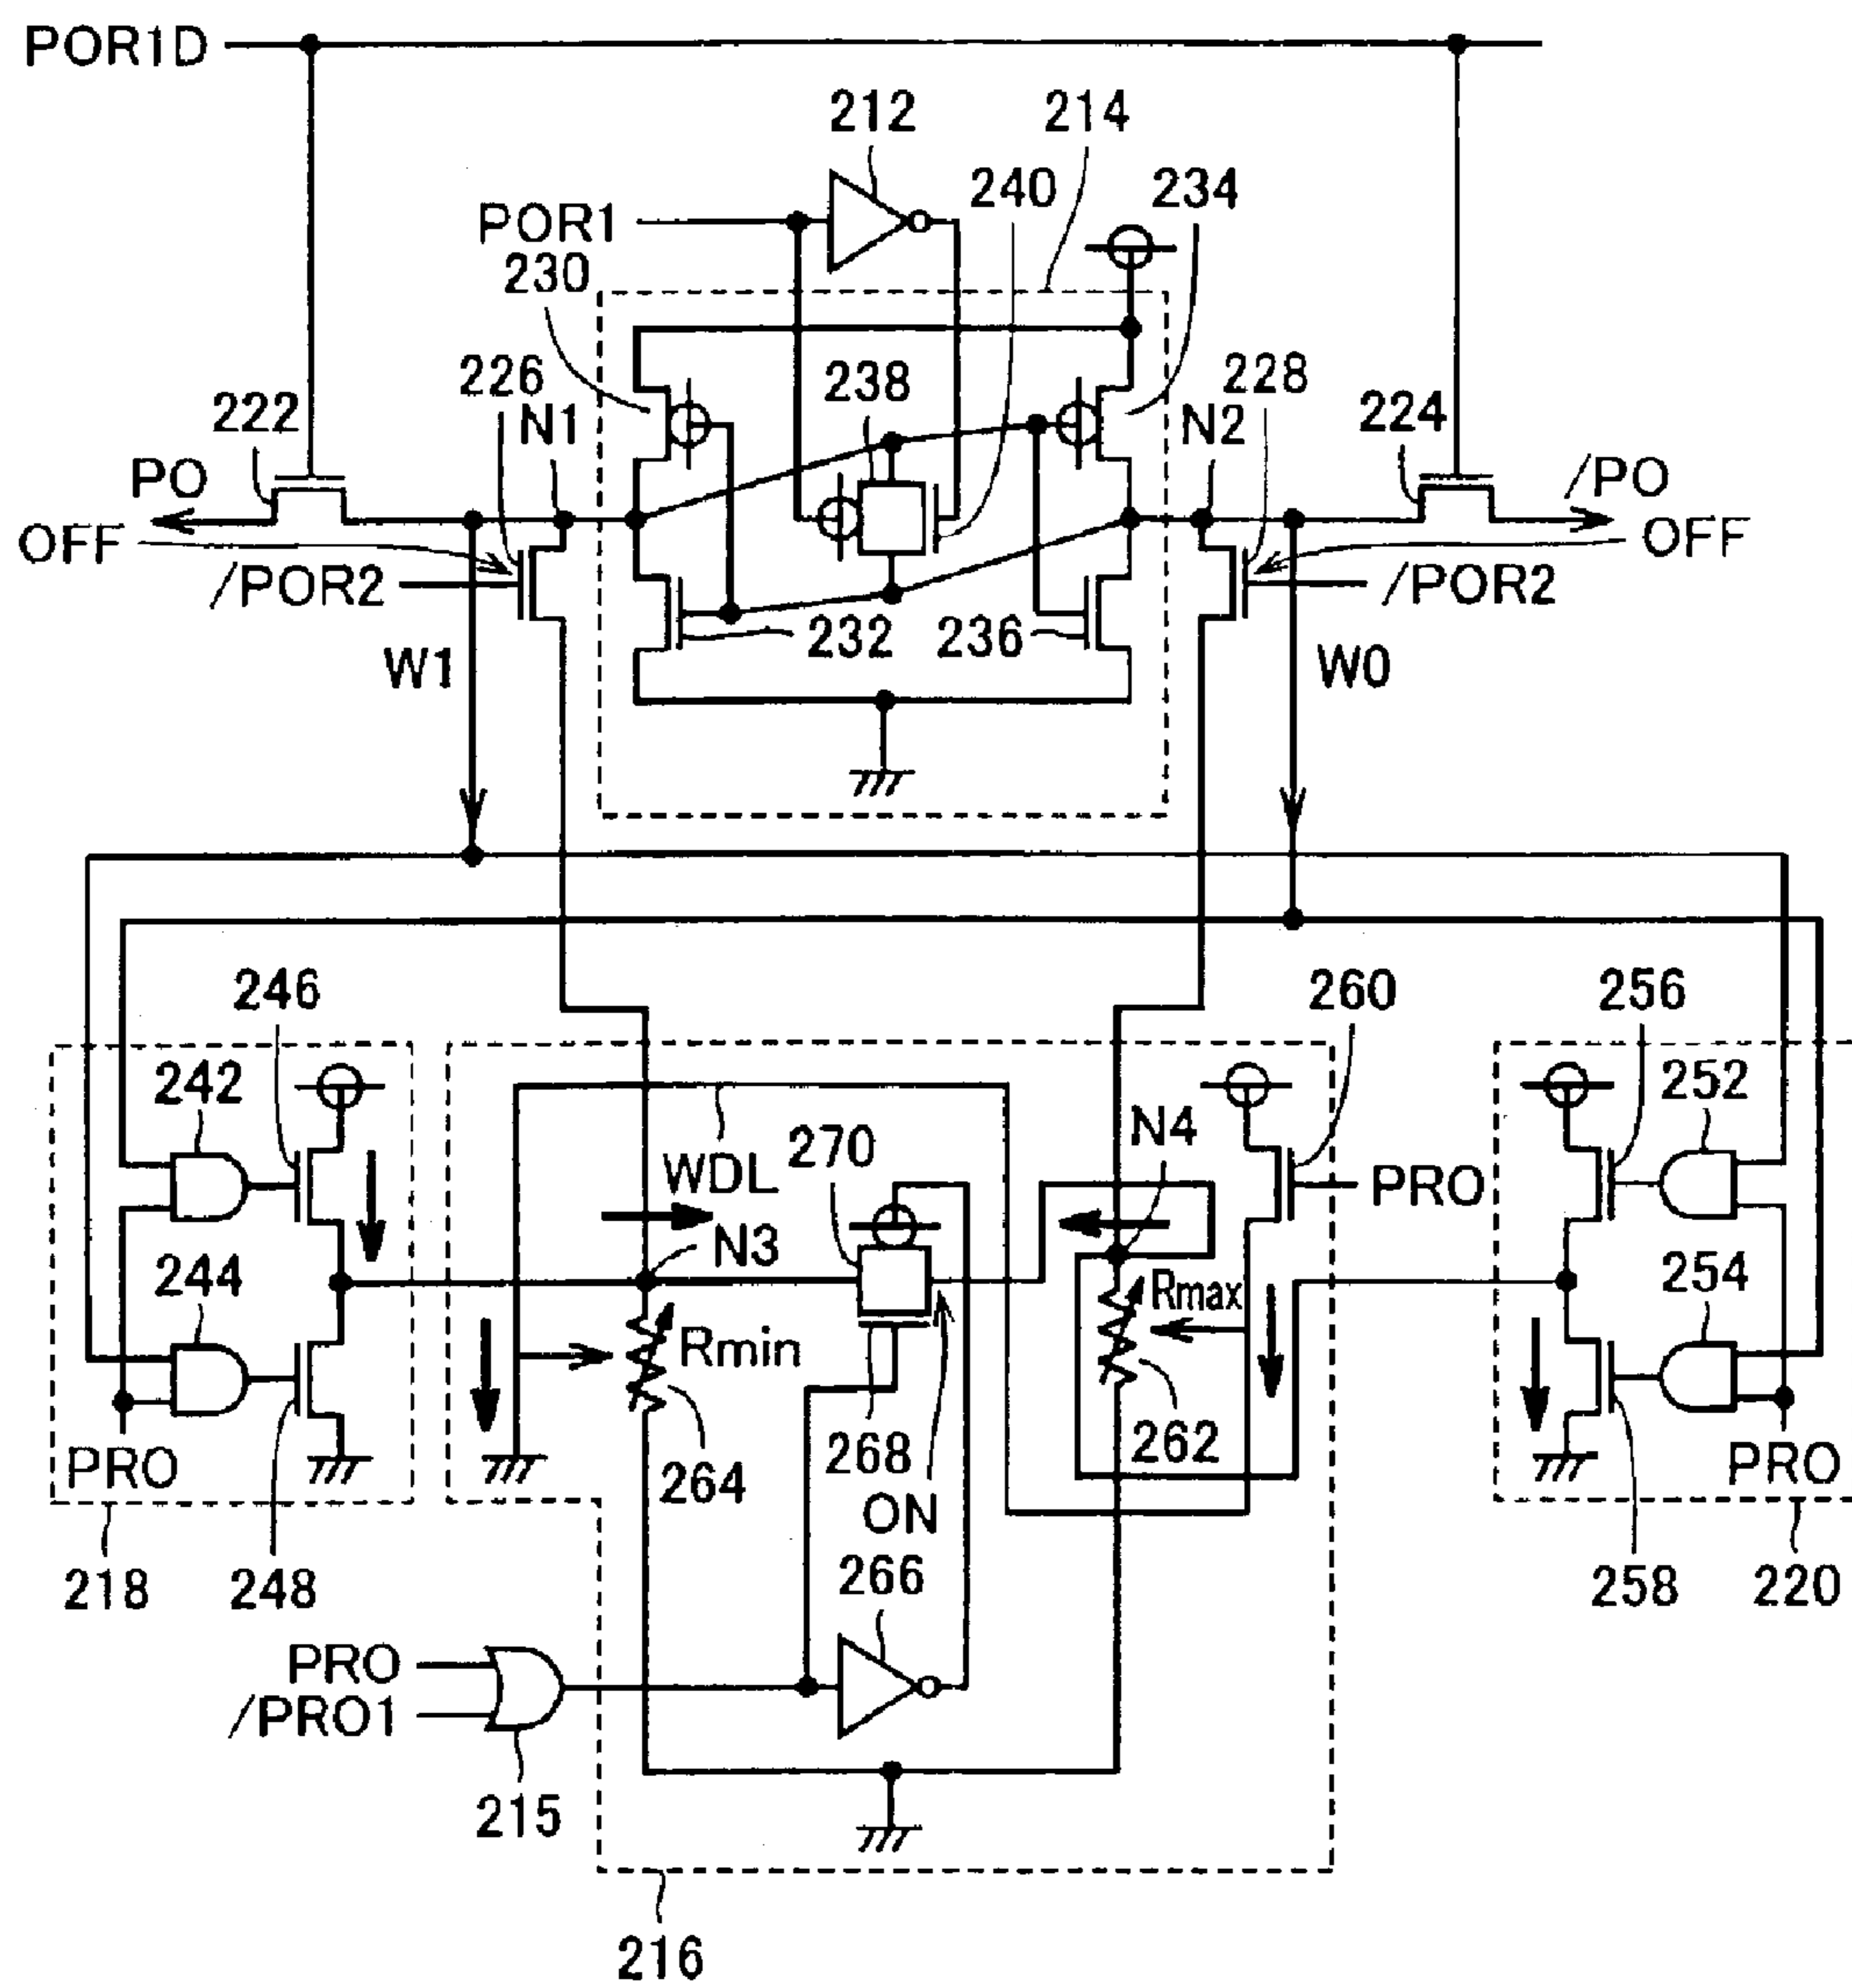 POR1D
212
214
240
234
POR1
230
226
238
228
222
N1
N2
224
PO
/PO
OFF
OFF
/POR2
/POR2
232
236
W1
W0
246
260
256
242
252
N4
270
WDL
PRO
N3
244
254
Rmax
Rmin
PRO
268
262
PRO
264
ON
218
248
266
258
220
PRO
/PRO1
215
216